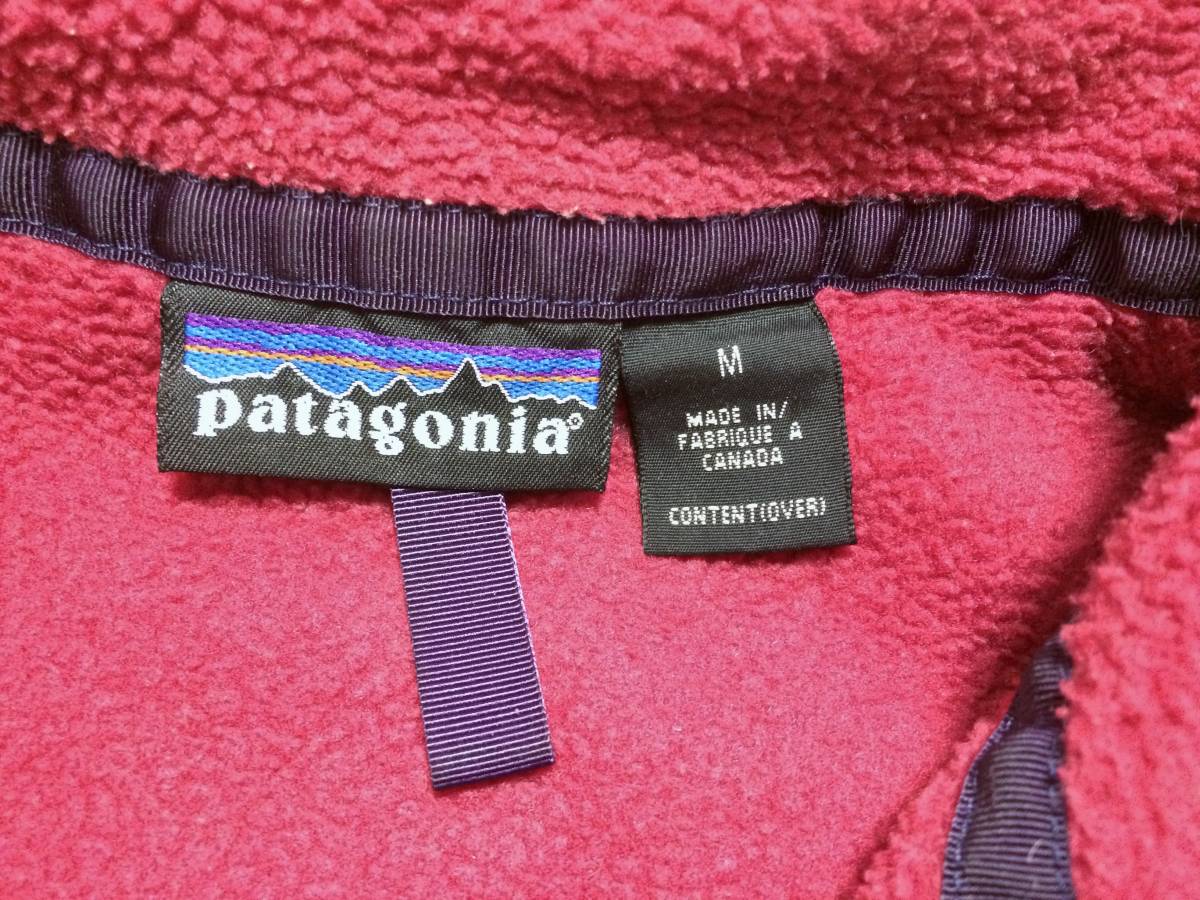 patagonia®
M
MADE IN/
FABRIQUE A
CANADA
CONTENT(OVER)